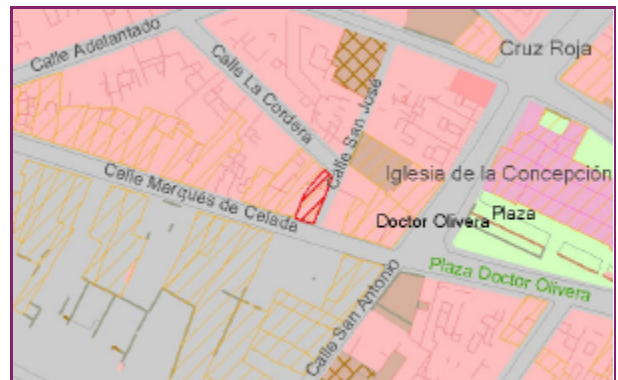 Calle Adelantado
Cruz Roja
Calle La Cordera
Calle San José
Iglesia de la Concepción
Calle Marqués de Celada
Doctor Olivera
Plaza
Plaza Doctor Olivera
Calle San Antonio